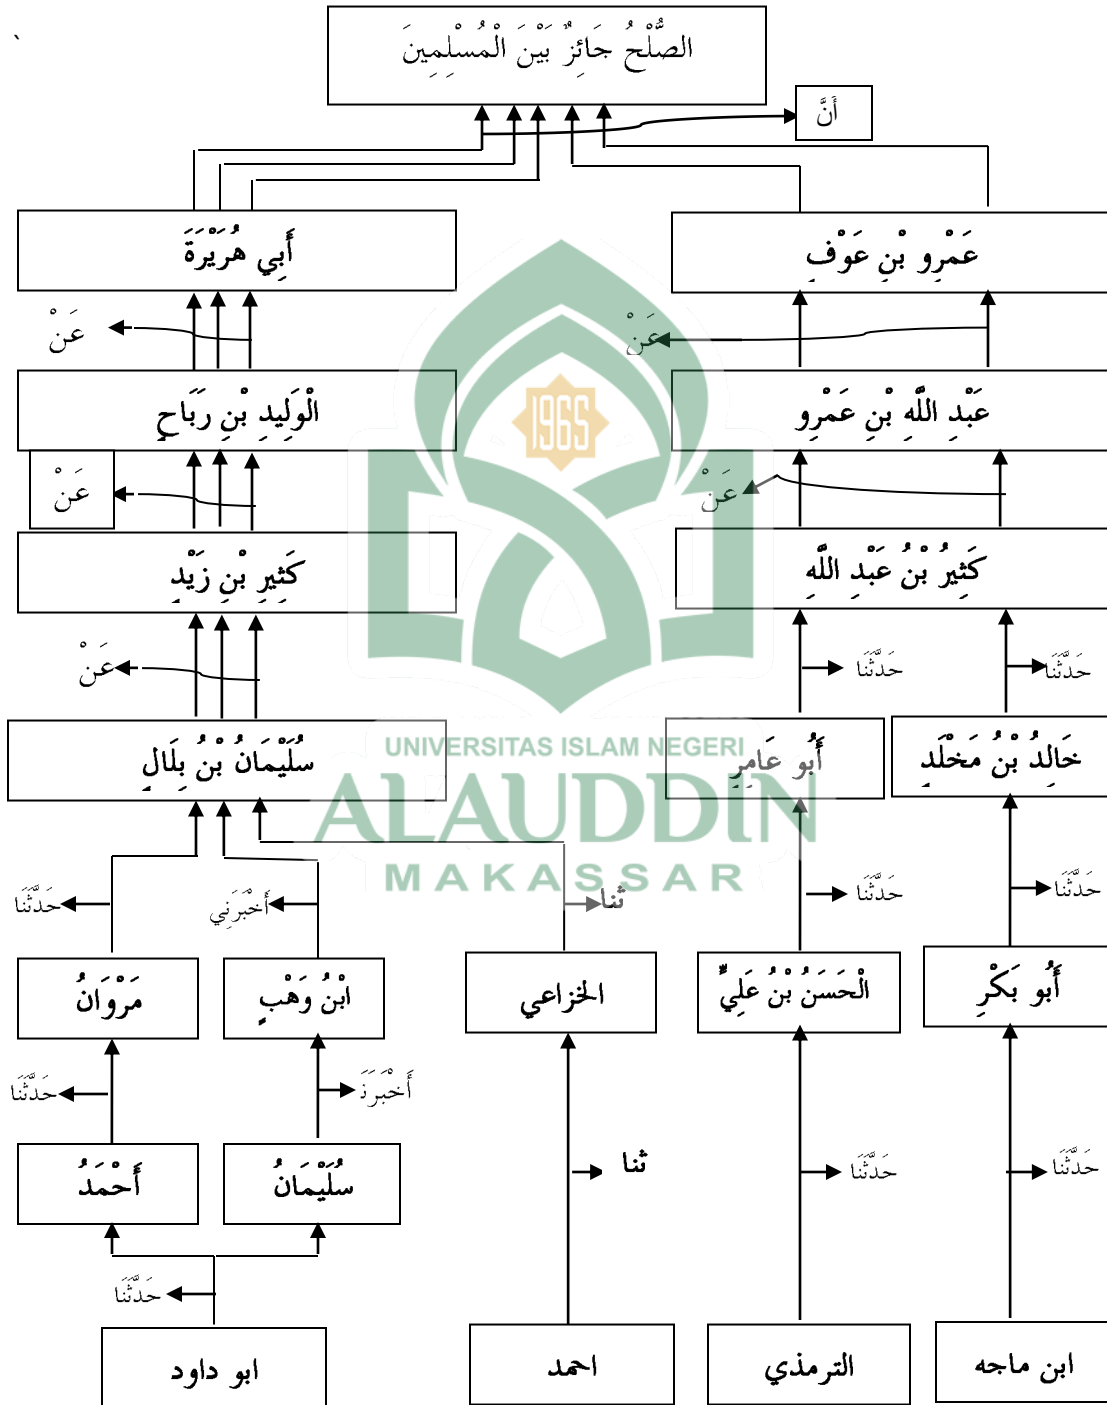 الصُّلْحُ جَائِزٌ بَيْنَ الْمُسْلِمِينَ
أَنَّ
أَبِي هُرَيْرَةَ
عَمْرِو بْنِ عَوْفٍ
عَنْ
عَنْ
الْوَلِيدِ بْنِ رَبَاحٍ
1965
عَبْدِ اللَّهِ بْنِ عَمْرِو
عَنْ
عَنْ
كَثِيرِ بْنِ زَيْدٍ
كَثِيرُ بْنُ عَبْدِ اللَّهِ
عَنْ
حَدَّثَنَا
حَدَّثَنَا
سُلَيْمَانُ بْنُ بِلَالٍ
UNIVERSITAS ISLAM NEGERI
أَبُو عَامِرٍ
خَالِدُ بْنُ مَخْلَدٍ
ALAUDDIN
MAKASSAR
حَدَّثَنَا
أَخْبَرَنِي
ثنا
حَدَّثَنَا
حَدَّثَنَا
مَرْوَانُ
ابْنُ وَهْبٍ
الخزاعي
الْحَسَنُ بْنُ عَلِيٍّ
أَبُو بَكْرِ
حَدَّثَنَا
أَخْبَرَنَ
ثنا
حَدَّثَنَا
حَدَّثَنَا
أَحْمَدُ
سُلَيْمَانُ
حَدَّثَنَا
ابو داود
احمد
الترمذي
ابن ماجه